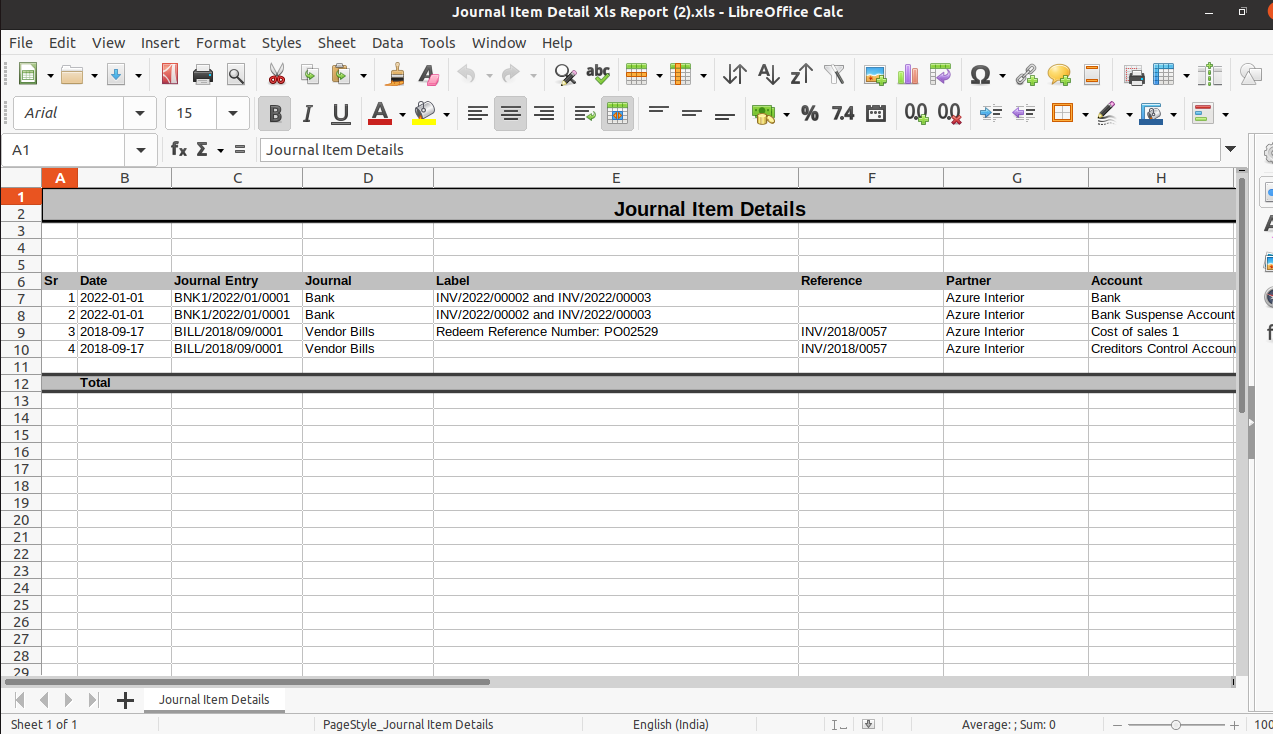 Journal Item Detail Xls Report (2).xls - LibreOffice Calc
File Edit View Insert Format Styles Sheet Data Tools Window Help
Arial 15 B I U A % 7.4 0.0 0.0
A1 fx Σ = Journal Item Details
A B C D E F G H
1 Journal Item Details
2
3
4
5
6 Sr Date Journal Entry Journal Label Reference Partner Account
7 1 2022-01-01 BNK1/2022/01/0001 Bank INV/2022/00002 and INV/2022/00003 Azure Interior Bank
8 2 2022-01-01 BNK1/2022/01/0001 Bank INV/2022/00002 and INV/2022/00003 Azure Interior Bank Suspense Account
9 3 2018-09-17 BILL/2018/09/0001 Vendor Bills Redeem Reference Number: PO02529 INV/2018/0057 Azure Interior Cost of sales 1
10 4 2018-09-17 BILL/2018/09/0001 Vendor Bills INV/2018/0057 Azure Interior Creditors Control Accoun
11
12 Total
13
14
15
16
17
18
19
20
21
22
23
24
25
26
27
28
29
Journal Item Details
Sheet 1 of 1 PageStyle_Journal Item Details English (India) Average: ; Sum: 0 100